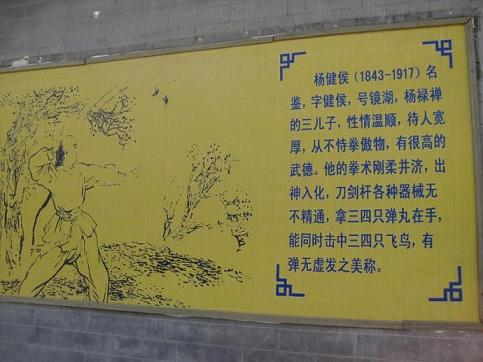 杨健侯（1843-1917）名
鉴，字健侯，号镜湖，杨禄禅
的三儿子，性情温顺，待人宽
厚，从不恃拳傲物，有很高的
武德。他的拳术刚柔并济，出
神入化，刀剑杆各种器械无
不精通，拿三四只弹丸在手，
能同时击中三四只飞鸟，有
弹无虚发之美称。